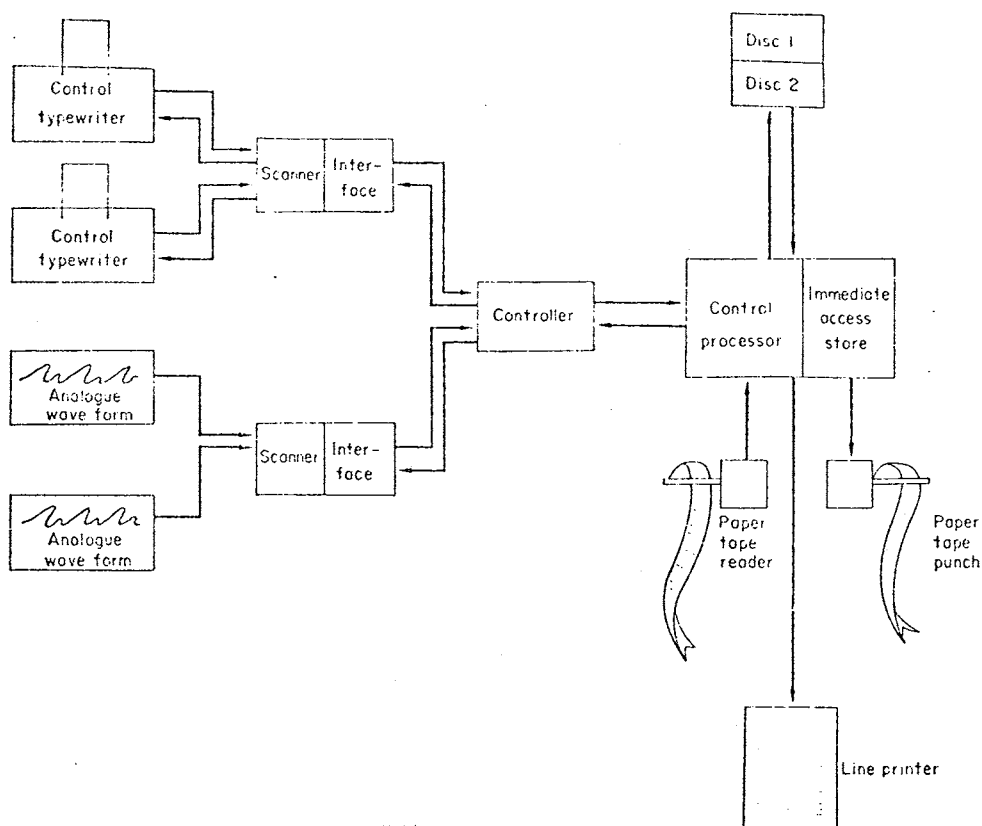 Disc 1
Disc 2
Control
typewriter
Scanner
Inter-
face
Control
typewriter
Controller
Control
processor
Immediate
access
store
Analogue
wave form
Scanner
Inter-
face
Analogue
wave form
Paper
tape
reader
Paper
tape
punch
Line printer